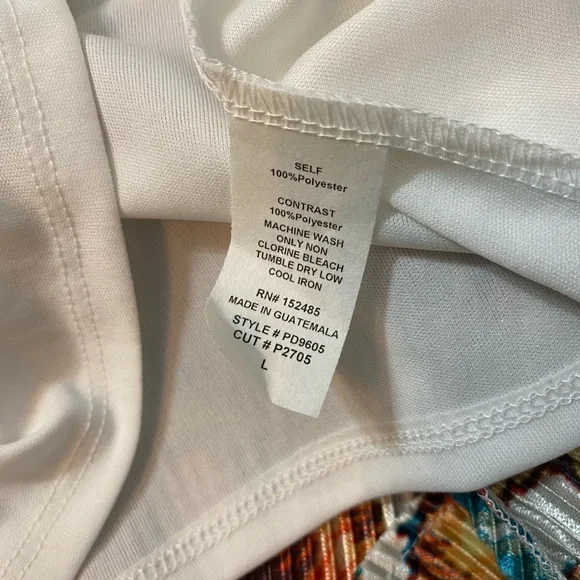 SELF
100%Polyester
CONTRAST
100%Polyester
MACHINE WASH
ONLY NON
CLORINE BLEACH
TUMBLE DRY LOW
COOL IRON
RN# 152485
MADE IN GUATEMALA
STYLE # PD9605
CUT # P2705
L